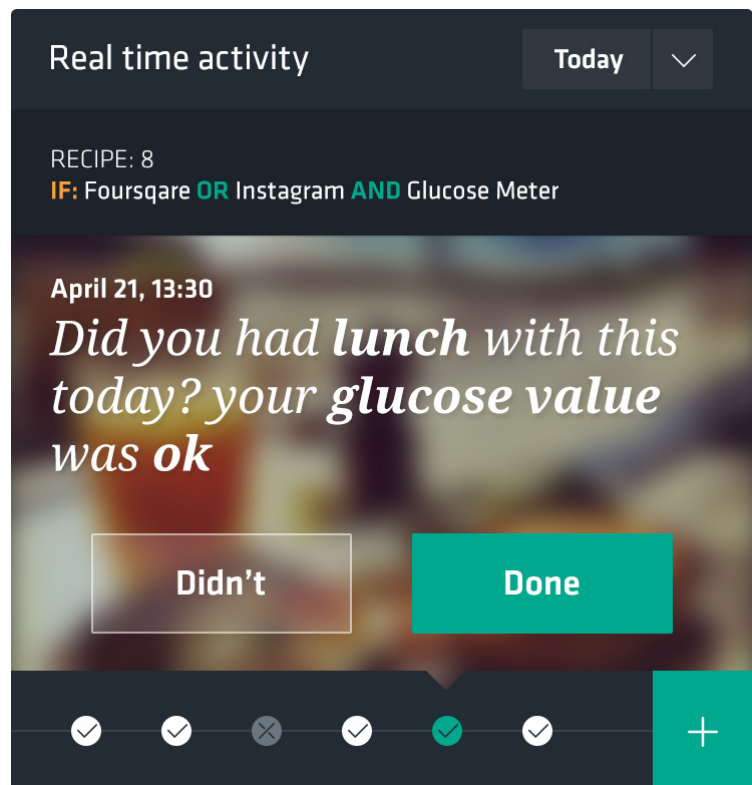 Real time activity
Today
RECIPE: 8
IF: Foursqare OR Instagram AND Glucose Meter
April 21, 13:30
Did you had lunch with this
today? your glucose value
was ok
Didn’t
Done